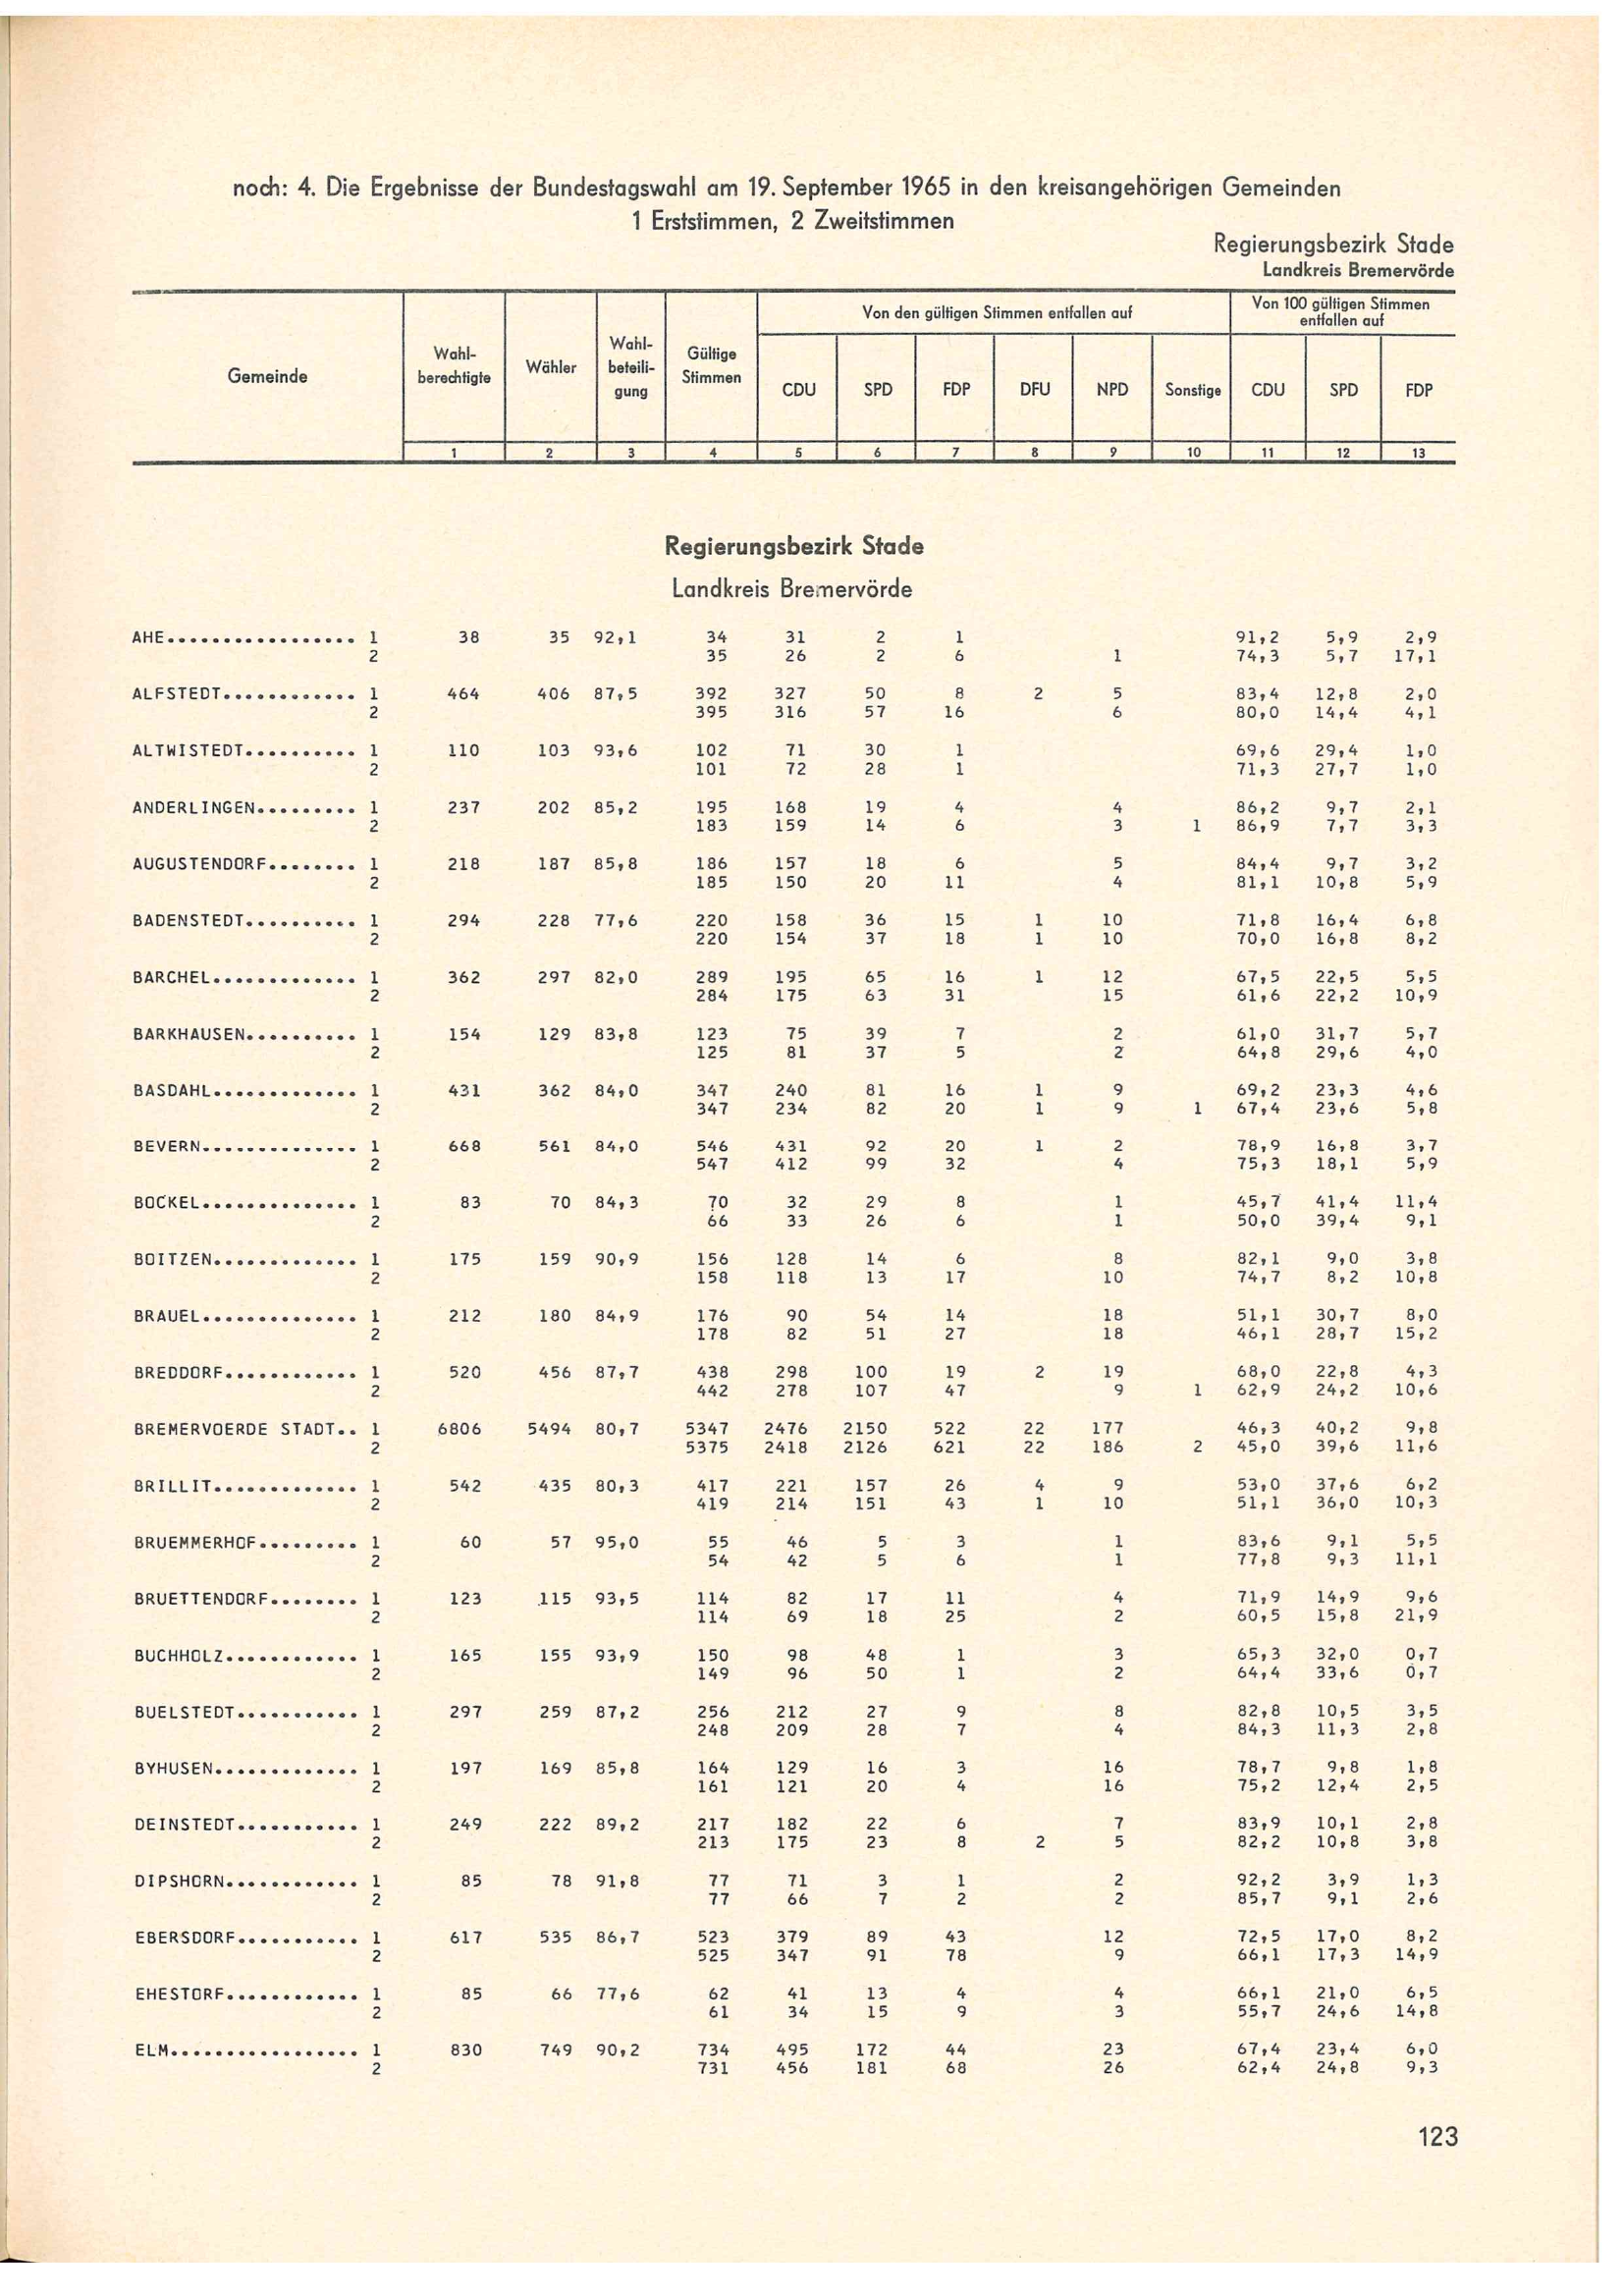 noch: 4. Die Ergebnisse der Bundestagswahl am 19. September 1965 in den kreisangehörigen Gemeinden
1 Erststimmen, 2 Zweitstimmen
Regierungsbezirk Stade
Landkreis Bremervörde
Gemeinde Wahl-berechtigte Wähler Wahl-beteili-gung Gültige Stimmen Von den gültigen Stimmen entfallen auf Von 100 gültigen Stimmen entfallen auf
CDU SPD FDP DFU NPD Sonstige CDU SPD FDP
1 2 3 4 5 6 7 8 9 10 11 12 13
Regierungsbezirk Stade
Landkreis Bremervörde
AHE................. 1 38 35 92,1 34 31 2 1 91,2 5,9 2,9
2 35 26 2 6 1 74,3 5,7 17,1
ALFSTEDT............ 1 464 406 87,5 392 327 50 8 2 5 83,4 12,8 2,0
2 395 316 57 16 6 80,0 14,4 4,1
ALTWISTEDT.......... 1 110 103 93,6 102 71 30 1 69,6 29,4 1,0
2 101 72 28 1 71,3 27,7 1,0
ANDERLINGEN......... 1 237 202 85,2 195 168 19 4 4 86,2 9,7 2,1
2 183 159 14 6 3 1 86,9 7,7 3,3
AUGUSTENDORF........ 1 218 187 85,8 186 157 18 6 5 84,4 9,7 3,2
2 185 150 20 11 4 81,1 10,8 5,9
BADENSTEDT.......... 1 294 228 77,6 220 158 36 15 1 10 71,8 16,4 6,8
2 220 154 37 18 1 10 70,0 16,8 8,2
BARCHEL............. 1 362 297 82,0 289 195 65 16 1 12 67,5 22,5 5,5
2 284 175 63 31 15 61,6 22,2 10,9
BARKHAUSEN.......... 1 154 129 83,8 123 75 39 7 2 61,0 31,7 5,7
2 125 81 37 5 2 64,8 29,6 4,0
BASDAHL............. 1 431 362 84,0 347 240 81 16 1 9 69,2 23,3 4,6
2 347 234 82 20 1 9 1 67,4 23,6 5,8
BEVERN.............. 1 668 561 84,0 546 431 92 20 1 2 78,9 16,8 3,7
2 547 412 99 32 4 75,3 18,1 5,9
BOCKEL.............. 1 83 70 84,3 70 32 29 8 1 45,7 41,4 11,4
2 66 33 26 6 1 50,0 39,4 9,1
BOITZEN............. 1 175 159 90,9 156 128 14 6 8 82,1 9,0 3,8
2 158 118 13 17 10 74,7 8,2 10,8
BRAUEL.............. 1 212 180 84,9 176 90 54 14 18 51,1 30,7 8,0
2 178 82 51 27 18 46,1 28,7 15,2
BREDDORF............ 1 520 456 87,7 438 298 100 19 2 19 68,0 22,8 4,3
2 442 278 107 47 9 1 62,9 24,2 10,6
BREMERVOERDE STADT.. 1 6806 5494 80,7 5347 2476 2150 522 22 177 46,3 40,2 9,8
2 5375 2418 2126 621 22 186 2 45,0 39,6 11,6
BRILLIT............. 1 542 435 80,3 417 221 157 26 4 9 53,0 37,6 6,2
2 419 214 151 43 1 10 51,1 36,0 10,3
BRUEMMERHOF......... 1 60 57 95,0 55 46 5 3 1 83,6 9,1 5,5
2 54 42 5 6 1 77,8 9,3 11,1
BRUETTENDORF........ 1 123 115 93,5 114 82 17 11 4 71,9 14,9 9,6
2 114 69 18 25 2 60,5 15,8 21,9
BUCHHOLZ............ 1 165 155 93,9 150 98 48 1 3 65,3 32,0 0,7
2 149 96 50 1 2 64,4 33,6 0,7
BUELSTEDT........... 1 297 259 87,2 256 212 27 9 8 82,8 10,5 3,5
2 248 209 28 7 4 84,3 11,3 2,8
BYHUSEN............. 1 197 169 85,8 164 129 16 3 16 78,7 9,8 1,8
2 161 121 20 4 16 75,2 12,4 2,5
DEINSTEDT........... 1 249 222 89,2 217 182 22 6 7 83,9 10,1 2,8
2 213 175 23 8 2 5 82,2 10,8 3,8
DIPSHORN............ 1 85 78 91,8 77 71 3 1 2 92,2 3,9 1,3
2 77 66 7 2 2 85,7 9,1 2,6
EBERSDORF........... 1 617 535 86,7 523 379 89 43 12 72,5 17,0 8,2
2 525 347 91 78 9 66,1 17,3 14,9
EHESTORF............ 1 85 66 77,6 62 41 13 4 4 66,1 21,0 6,5
2 61 34 15 9 3 55,7 24,6 14,8
ELM................. 1 830 749 90,2 734 495 172 44 23 67,4 23,4 6,0
2 731 456 181 68 26 62,4 24,8 9,3
123